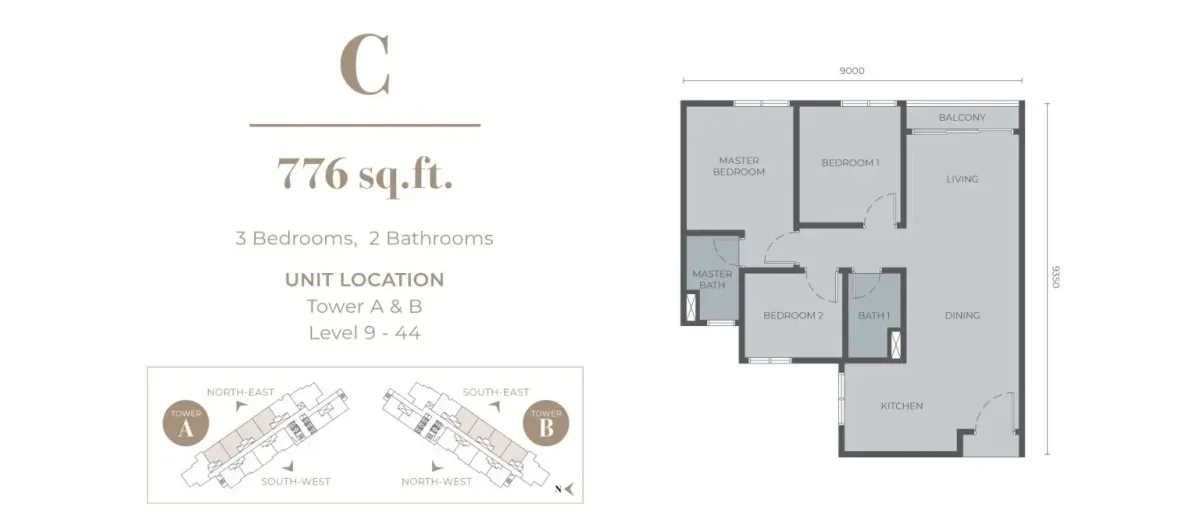 C
776 sq.ft.
3 Bedrooms, 2 Bathrooms
UNIT LOCATION
Tower A & B
Level 9 - 44
NORTH-EAST
TOWER
A
SOUTH-WEST
SOUTH-EAST
TOWER
B
NORTH-WEST
N
9000
BALCONY
MASTER
BEDROOM
BEDROOM 1
LIVING
9350
MASTER
BATH
BEDROOM 2
BATH 1
DINING
KITCHEN